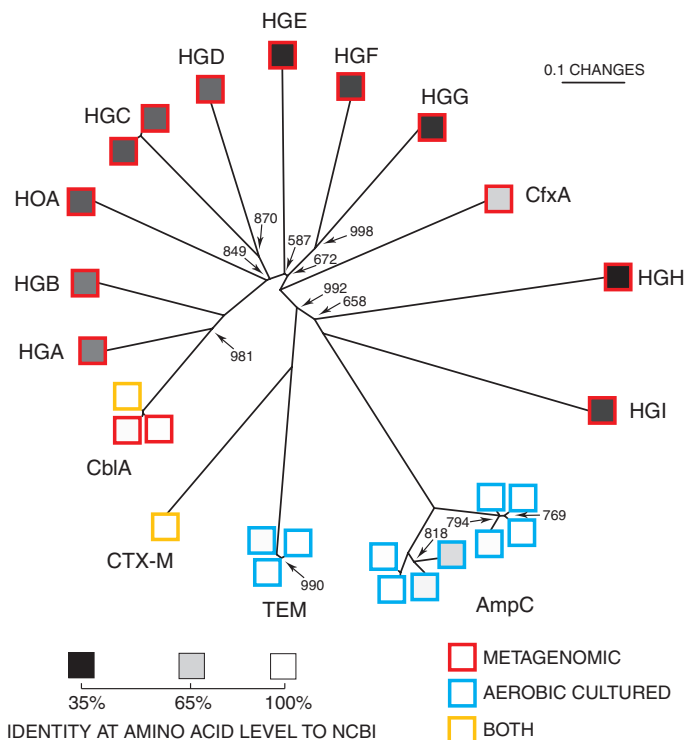 HGE
HGD
HGF
HGG
0.1 CHANGES
HGC
HOA
CfxA
870
998
849
587
672
HGB
992
HGH
658
HGA
981
HGI
CblA
CTX-M
794
769
818
990
TEM
AmpC
35%
65%
100%
IDENTITY AT AMINO ACID LEVEL TO NCBI
METAGENOMIC
AEROBIC CULTURED
BOTH